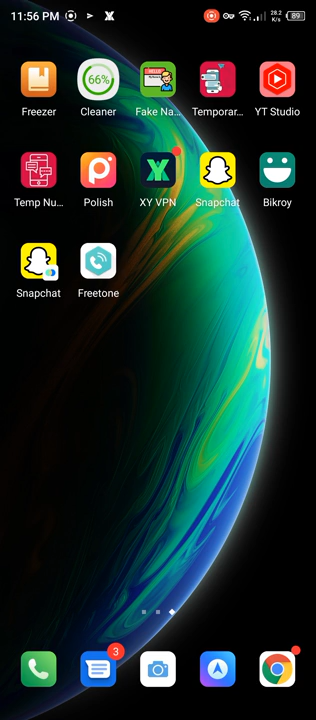 11:56 PM 28.2 K/s 89
66%
HELLO
Freezer Cleaner Fake Na... Temporar... YT Studio
Temp Nu... Polish XY VPN Snapchat Bikroy
Snapchat Freetone
3